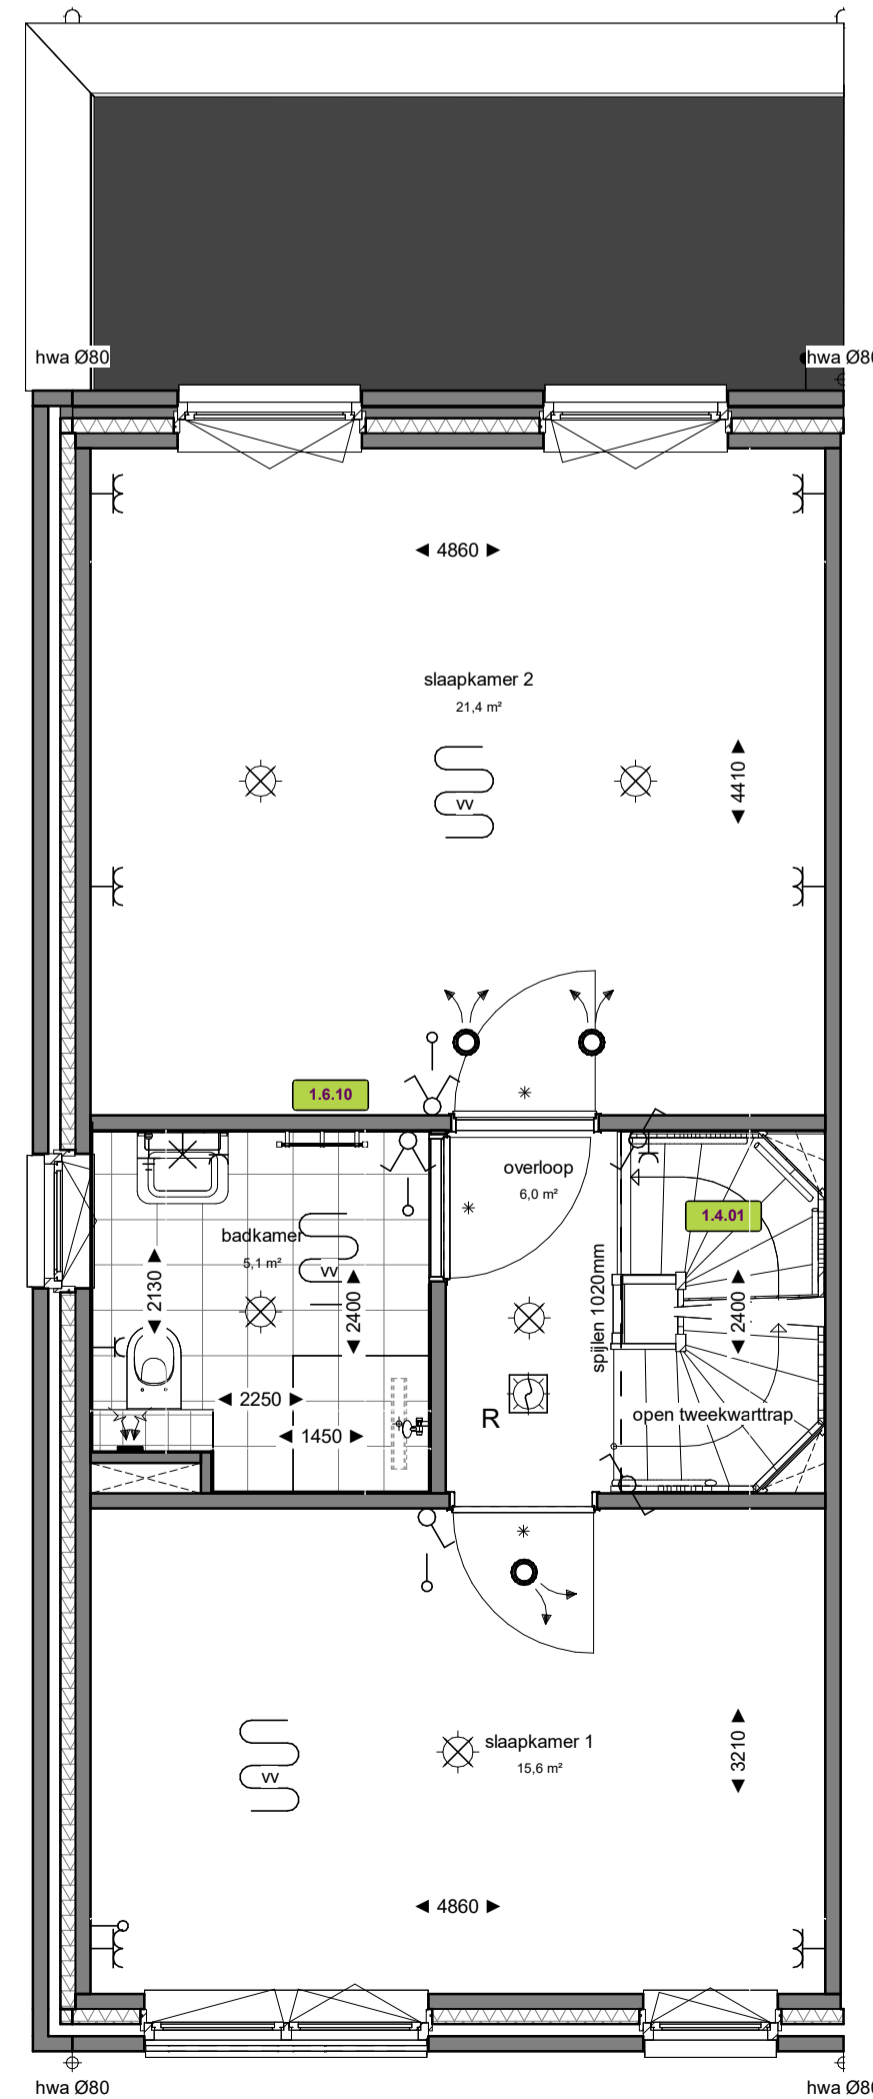 hwa Ø80
hwa Ø80
◄ 4860 ►
slaapkamer 2
21,4 m²
◄ 4410 ►
vv
1.6.10
overloop
6,0 m²
1.4.01
badkamer
5,1 m²
vv
◄ 2130 ►
◄ 2400 ►
spijlen 1020mm
◄ 2400 ►
◄ 2250 ►
◄ 1450 ►
R
open tweekwarttrap
slaapkamer 1
15,6 m²
◄ 3210 ►
vv
◄ 4860 ►
hwa Ø80
hwa Ø80